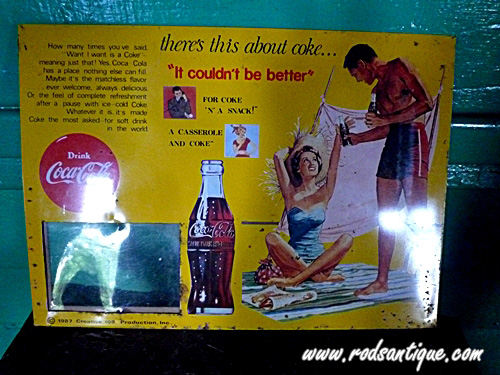 there's this about coke...
How many times you've said,
"Want I want is a Coke"
meaning just that! Yes, Coca Cola
has a place nothing else can fill.
Maybe it's the matchless flavor
ever welcome, always delicious.
Or the feel of complete refreshment
after a pause with ice-cold Coke.
Whatever it is, it's made
Coke the most asked for soft drink
in the world.
"It couldn't be better"
FOR COKE
'N' A SNACK!"
A CASSEROLE
AND COKE"
Drink
Coca-Cola
Coca-Cola
© 1987 Creative Production, Inc.
www.rodsantique.com